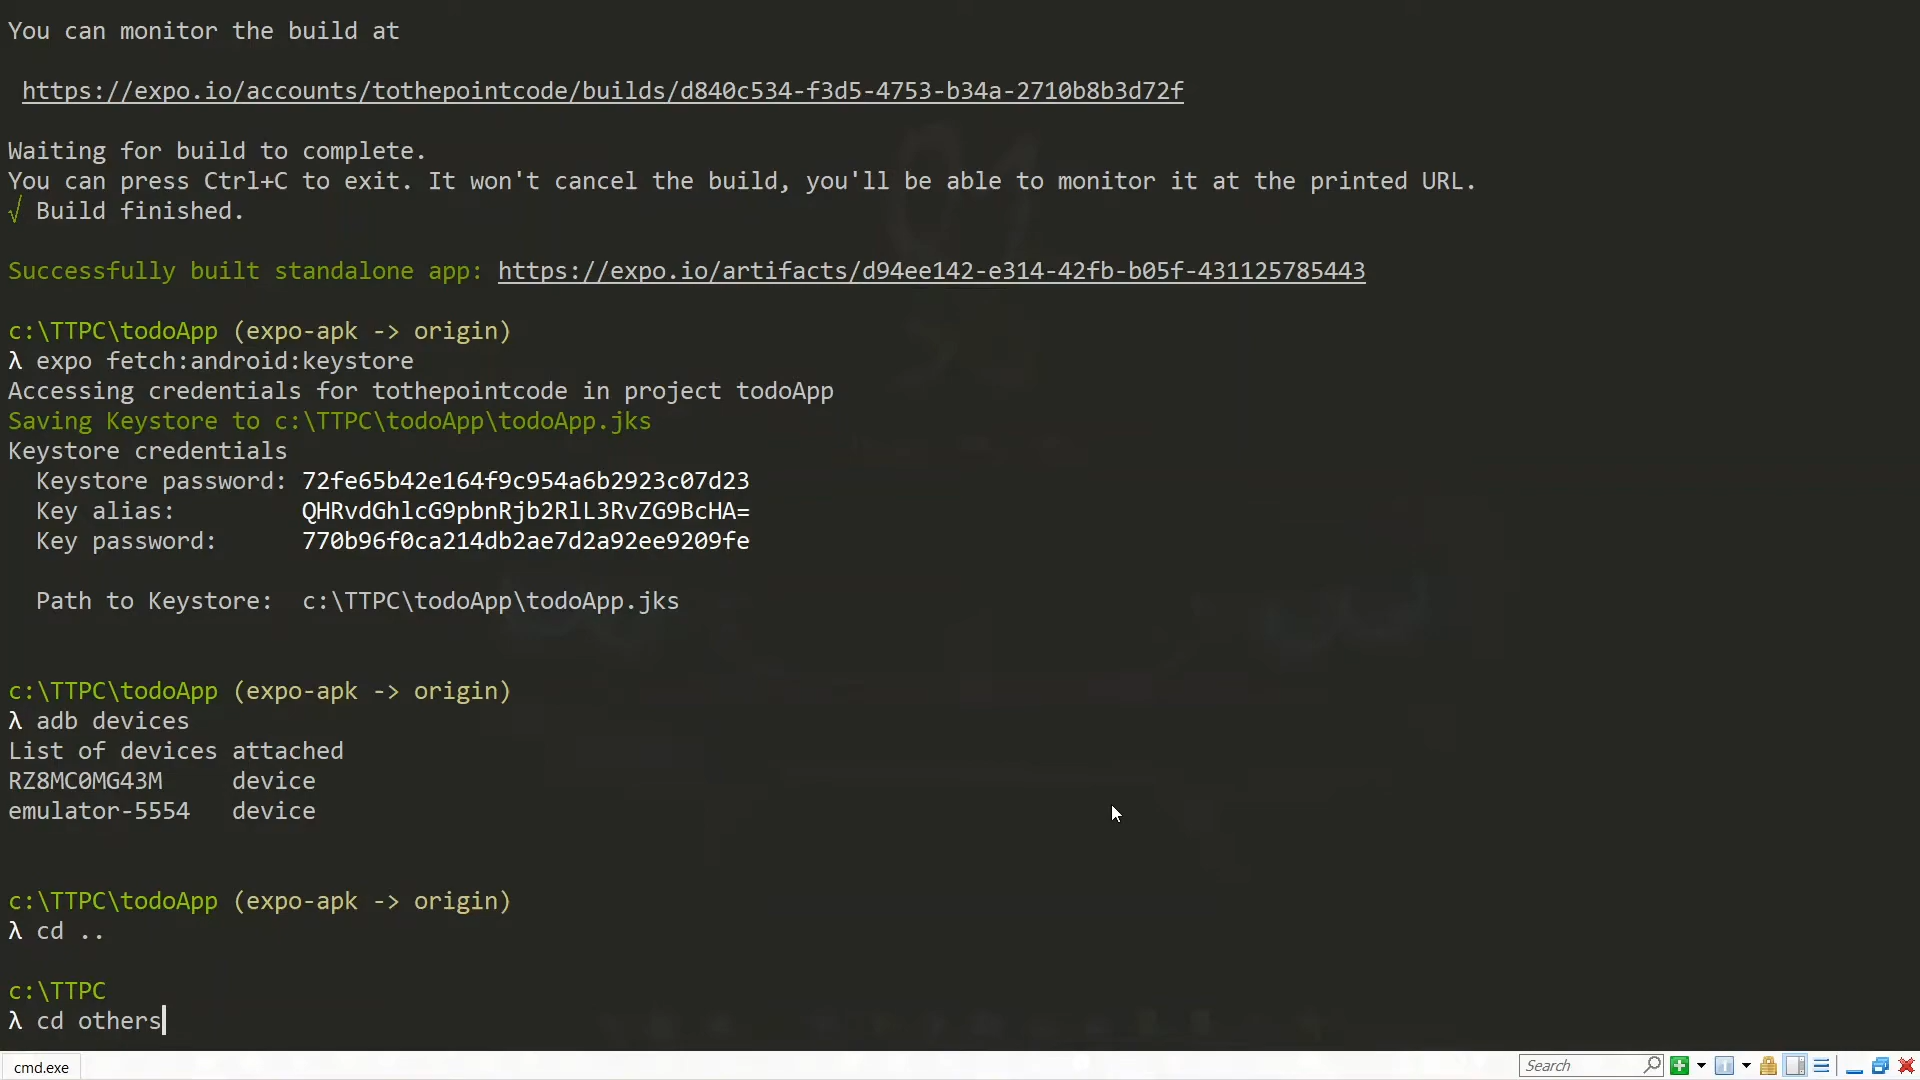 You can monitor the build at
https://expo.io/accounts/tothepointcode/builds/d840c534-f3d5-4753-b34a-2710b8b3d72f
Waiting for build to complete.
You can press Ctrl+C to exit. It won't cancel the build, you'll be able to monitor it at the printed URL.
√ Build finished.
Successfully built standalone app: https://expo.io/artifacts/d94ee142-e314-42fb-b05f-431125785443
c:\TTPC\todoApp (expo-apk -> origin)
λ expo fetch:android:keystore
Accessing credentials for tothepointcode in project todoApp
Saving Keystore to c:\TTPC\todoApp\todoApp.jks
Keystore credentials
Keystore password: 72fe65b42e164f9c954a6b2923c07d23
Key alias: QHRvdGhlcG9pbnRjb2RlL3RvZG9BcHA=
Key password: 770b96f0ca214db2ae7d2a92ee9209fe
Path to Keystore: c:\TTPC\todoApp\todoApp.jks
c:\TTPC\todoApp (expo-apk -> origin)
λ adb devices
List of devices attached
RZ8MC0MG43M device
emulator-5554 device
c:\TTPC\todoApp (expo-apk -> origin)
λ cd ..
c:\TTPC
λ cd others
cmd.exe
Search